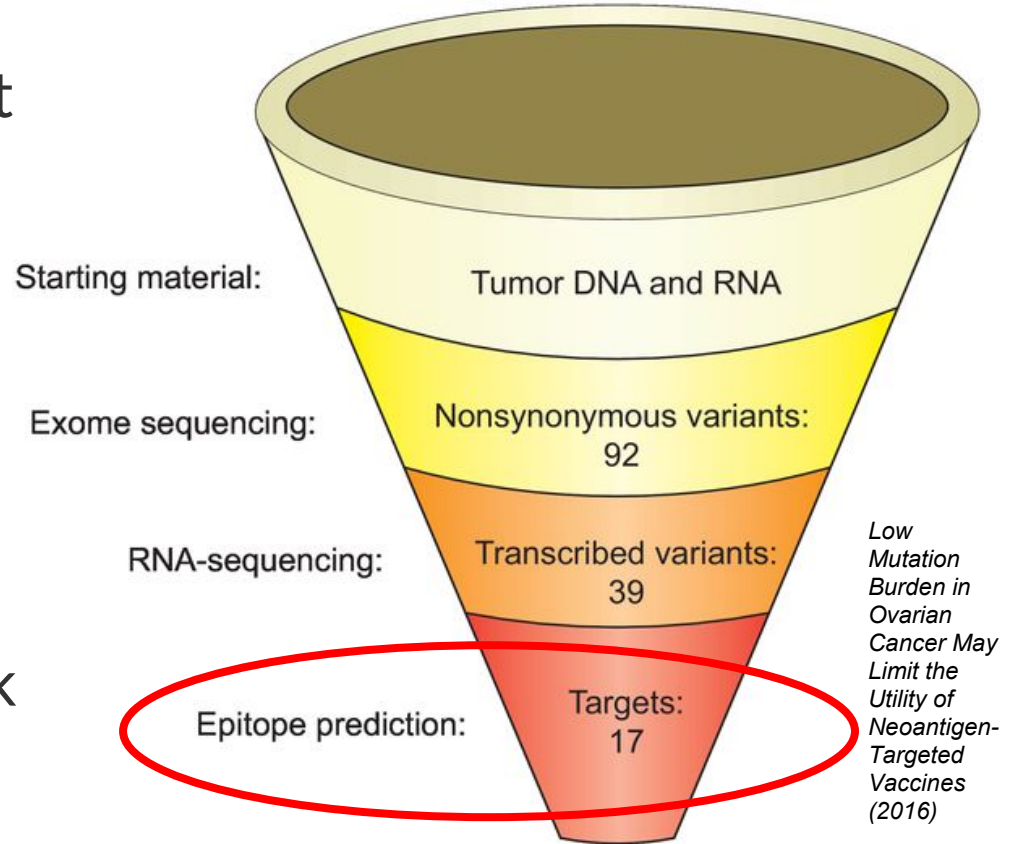 t
Starting material:
Tumor DNA and RNA
Exome sequencing:
Nonsynonymous variants:
92
RNA-sequencing:
Transcribed variants:
39
Low
Mutation
Burden in
Ovarian
Cancer May
Limit the
Utility of
Neoantigen-
Targeted
Vaccines
(2016)
k
Epitope prediction:
Targets:
17